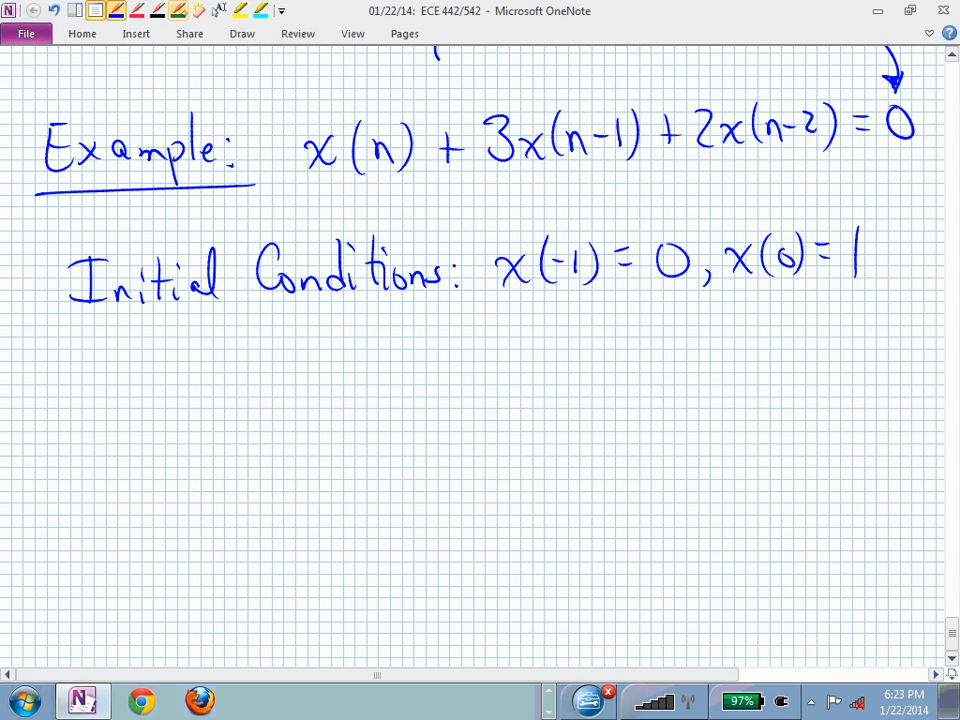 01/22/14: ECE 442/542 - Microsoft OneNote
File Home Insert Share Draw Review View Pages
Example: x(n) + 3x(n-1) + 2x(n-2) = 0
Initial Conditions: x(-1) = 0, x(0) = 1
97%
6:23 PM
1/22/2014